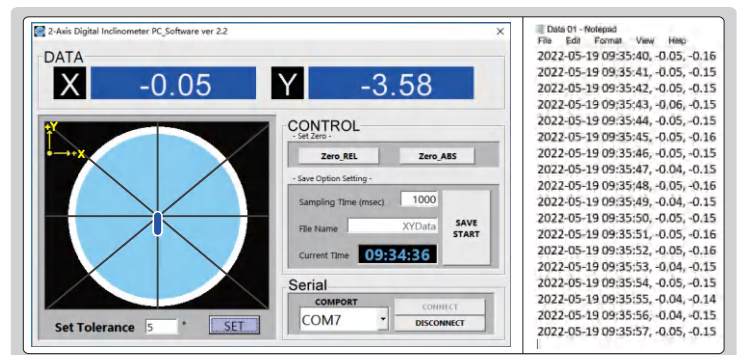 2-Axis Digital Inclinometer PC_Software ver 2.2
DATA
X -0.05 Y -3.58
+Y
+X
Set Tolerance 5 ° SET
CONTROL
- Set Zero -
Zero_REL Zero_ABS
- Save Option Setting -
Sampling TIme (msec) 1000
FIle Name XYData
SAVE
START
Current TIme 09:34:36
Serial
COMPORT
COM7
CONNECT
DISCONNECT
Data 01 - Notepad
File Edit Format View Help
2022-05-19 09:35:40, -0.05, -0.16
2022-05-19 09:35:41, -0.05, -0.15
2022-05-19 09:35:42, -0.05, -0.15
2022-05-19 09:35:43, -0.06, -0.15
2022-05-19 09:35:44, -0.05, -0.15
2022-05-19 09:35:45, -0.05, -0.16
2022-05-19 09:35:46, -0.05, -0.15
2022-05-19 09:35:47, -0.04, -0.15
2022-05-19 09:35:48, -0.05, -0.16
2022-05-19 09:35:49, -0.04, -0.15
2022-05-19 09:35:50, -0.05, -0.15
2022-05-19 09:35:51, -0.05, -0.16
2022-05-19 09:35:52, -0.05, -0.16
2022-05-19 09:35:53, -0.04, -0.15
2022-05-19 09:35:54, -0.05, -0.15
2022-05-19 09:35:55, -0.04, -0.14
2022-05-19 09:35:56, -0.04, -0.15
2022-05-19 09:35:57, -0.05, -0.15